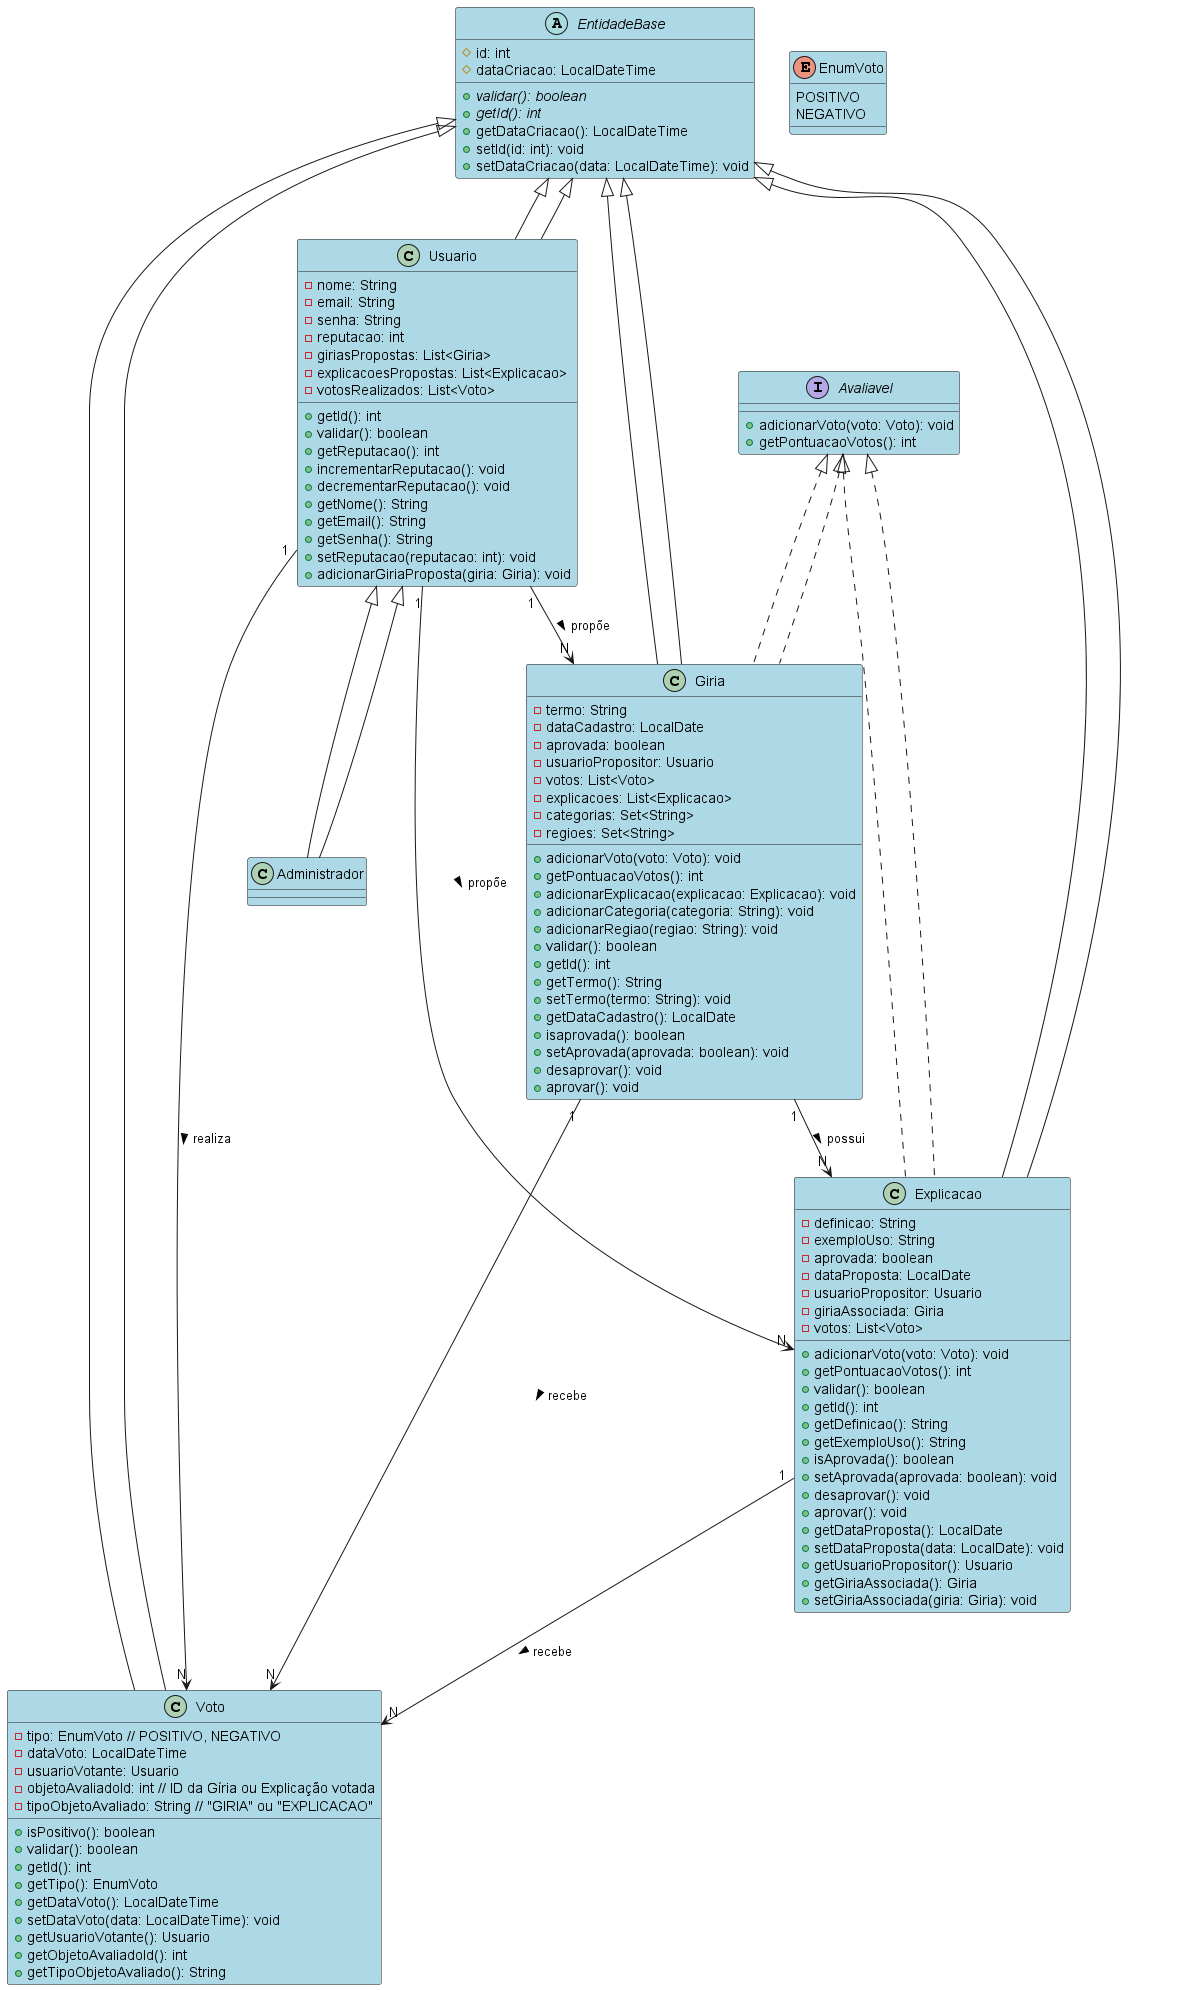 A EntidadeBase
id: int
dataCriacao: LocalDateTime
validar(): boolean
getId(): int
getDataCriacao(): LocalDateTime
setId(id: int): void
setDataCriacao(data: LocalDateTime): void
E EnumVoto
POSITIVO
NEGATIVO
C Usuario
nome: String
email: String
senha: String
reputacao: int
giriasPropostas: List<Giria>
explicacoesPropostas: List<Explicacao>
votosRealizados: List<Voto>
getId(): int
validar(): boolean
getReputacao(): int
incrementarReputacao(): void
decrementarReputacao(): void
getNome(): String
getEmail(): String
getSenha(): String
setReputacao(reputacao: int): void
adicionarGiriaProposta(giria: Giria): void
I Avaliavel
adicionarVoto(voto: Voto): void
getPontuacaoVotos(): int
1
1
1
propõe
N
C Giria
termo: String
dataCadastro: LocalDate
aprovada: boolean
usuarioPropositor: Usuario
votos: List<Voto>
explicacoes: List<Explicacao>
categorias: Set<String>
regioes: Set<String>
adicionarVoto(voto: Voto): void
getPontuacaoVotos(): int
adicionarExplicacao(explicacao: Explicacao): void
adicionarCategoria(categoria: String): void
adicionarRegiao(regiao: String): void
validar(): boolean
getId(): int
getTermo(): String
setTermo(termo: String): void
getDataCadastro(): LocalDate
isaprovada(): boolean
setAprovada(aprovada: boolean): void
desaprovar(): void
aprovar(): void
C Administrador
propõe
1
1
realiza
possui
N
C Explicacao
definicao: String
exemploUso: String
aprovada: boolean
dataProposta: LocalDate
usuarioPropositor: Usuario
giriaAssociada: Giria
votos: List<Voto>
adicionarVoto(voto: Voto): void
getPontuacaoVotos(): int
validar(): boolean
getId(): int
getDefinicao(): String
getExemploUso(): String
isAprovada(): boolean
setAprovada(aprovada: boolean): void
desaprovar(): void
aprovar(): void
getDataProposta(): LocalDate
setDataProposta(data: LocalDate): void
getUsuarioPropositor(): Usuario
getGiriaAssociada(): Giria
setGiriaAssociada(giria: Giria): void
N
recebe
1
recebe
N
N
N
C Voto
tipo: EnumVoto // POSITIVO, NEGATIVO
dataVoto: LocalDateTime
usuarioVotante: Usuario
objetoAvaliadoId: int // ID da Gíria ou Explicação votada
tipoObjetoAvaliado: String // "GIRIA" ou "EXPLICACAO"
isPositivo(): boolean
validar(): boolean
getId(): int
getTipo(): EnumVoto
getDataVoto(): LocalDateTime
setDataVoto(data: LocalDateTime): void
getUsuarioVotante(): Usuario
getObjetoAvaliadoId(): int
getTipoObjetoAvaliado(): String